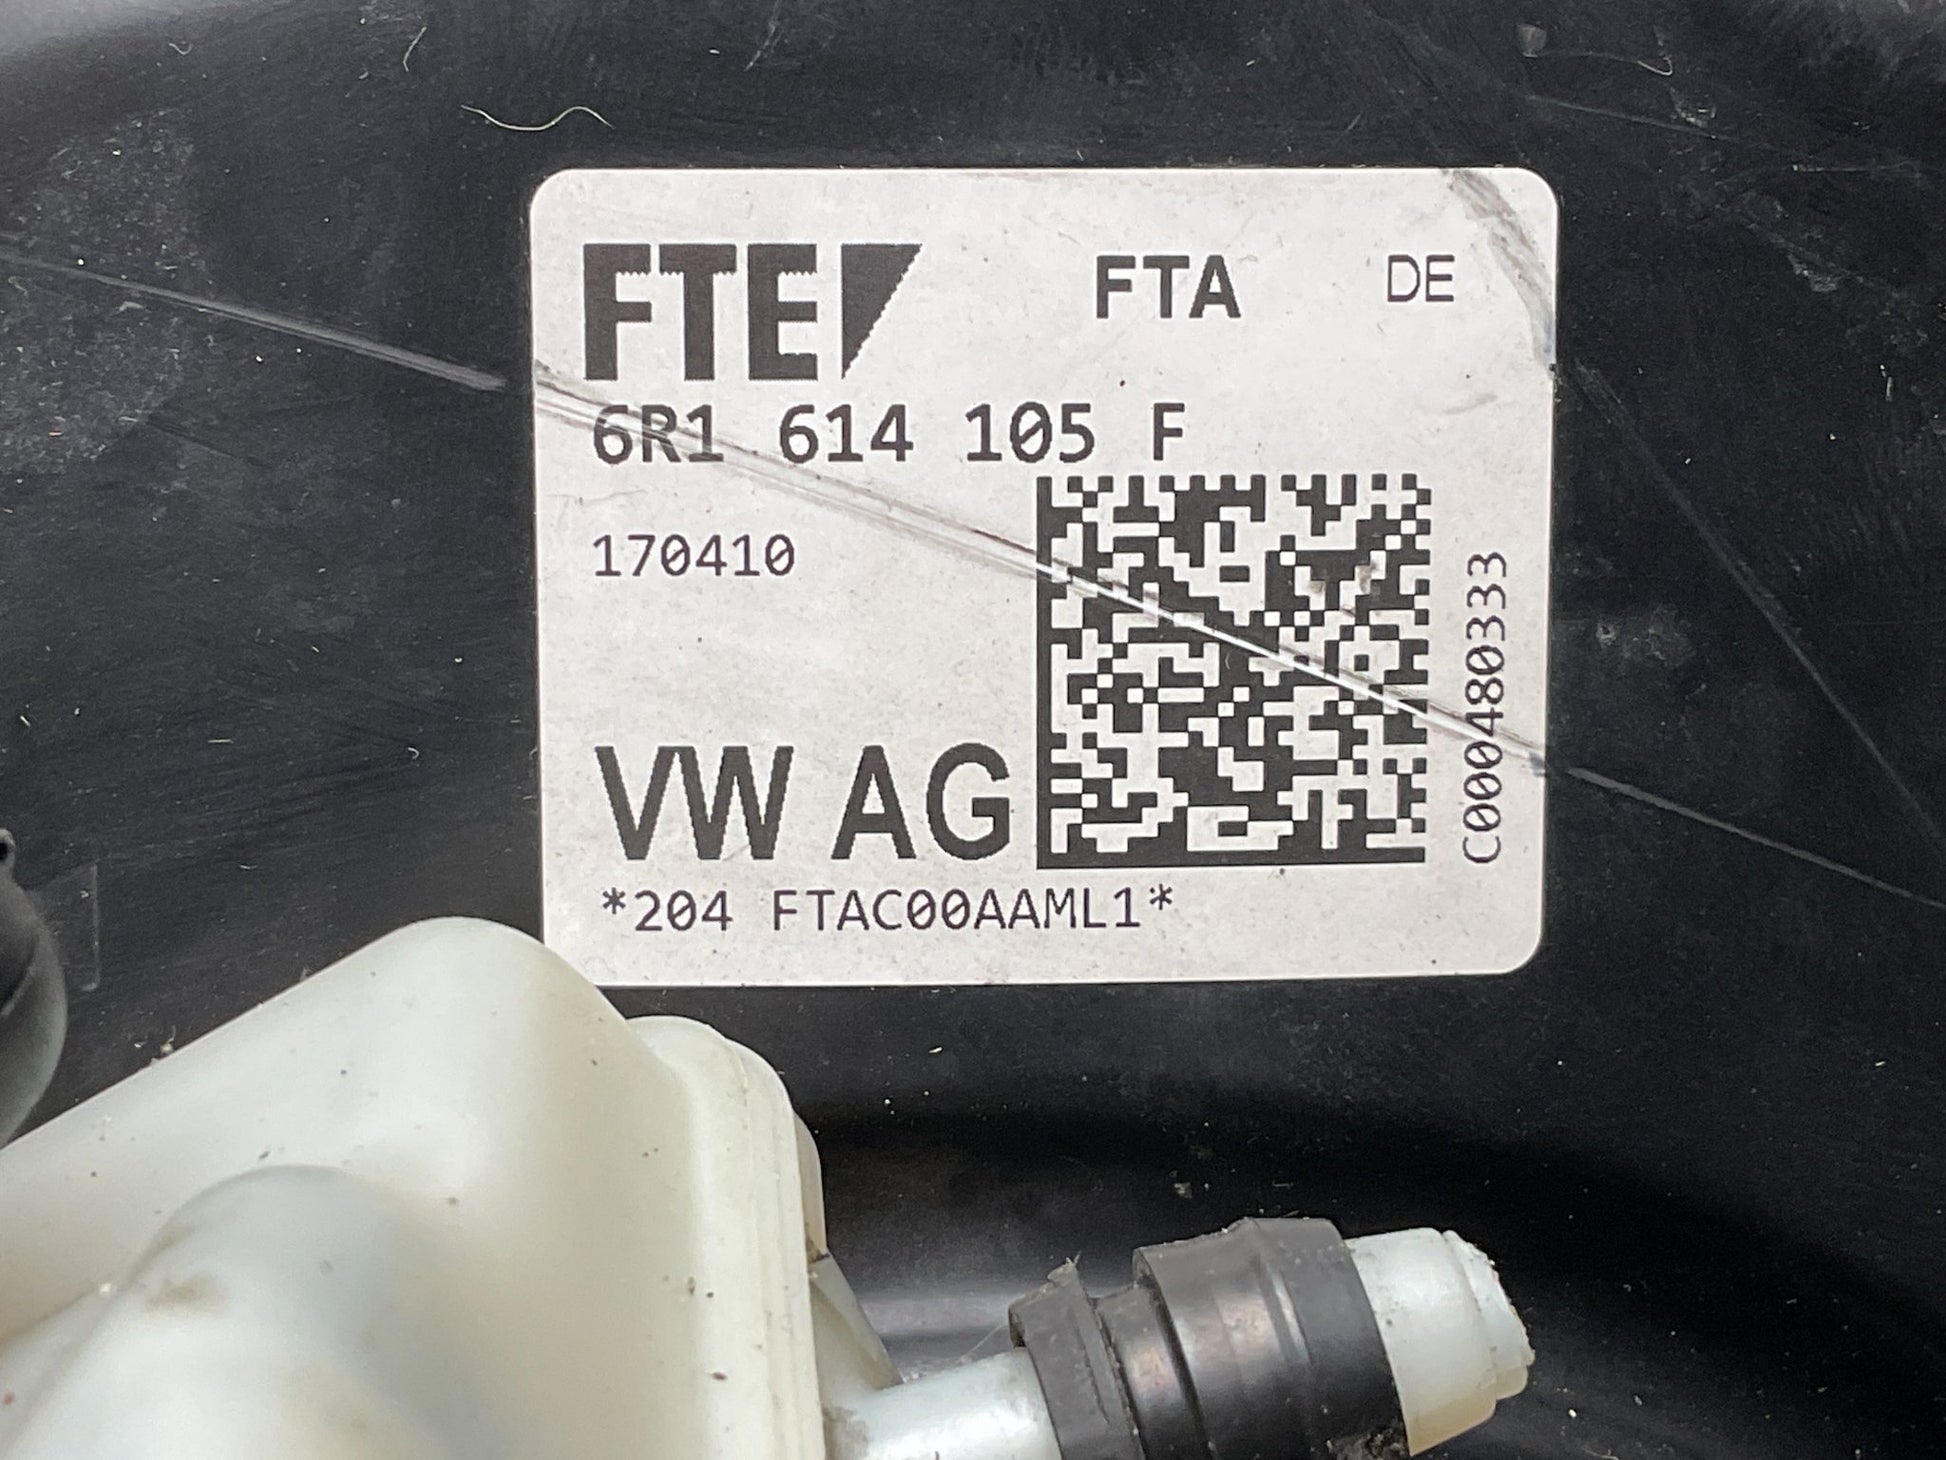 FTE FTA DE
6R1 614 105 F
170410
C000480333
VW AG
*204 FTAC00AAML1*